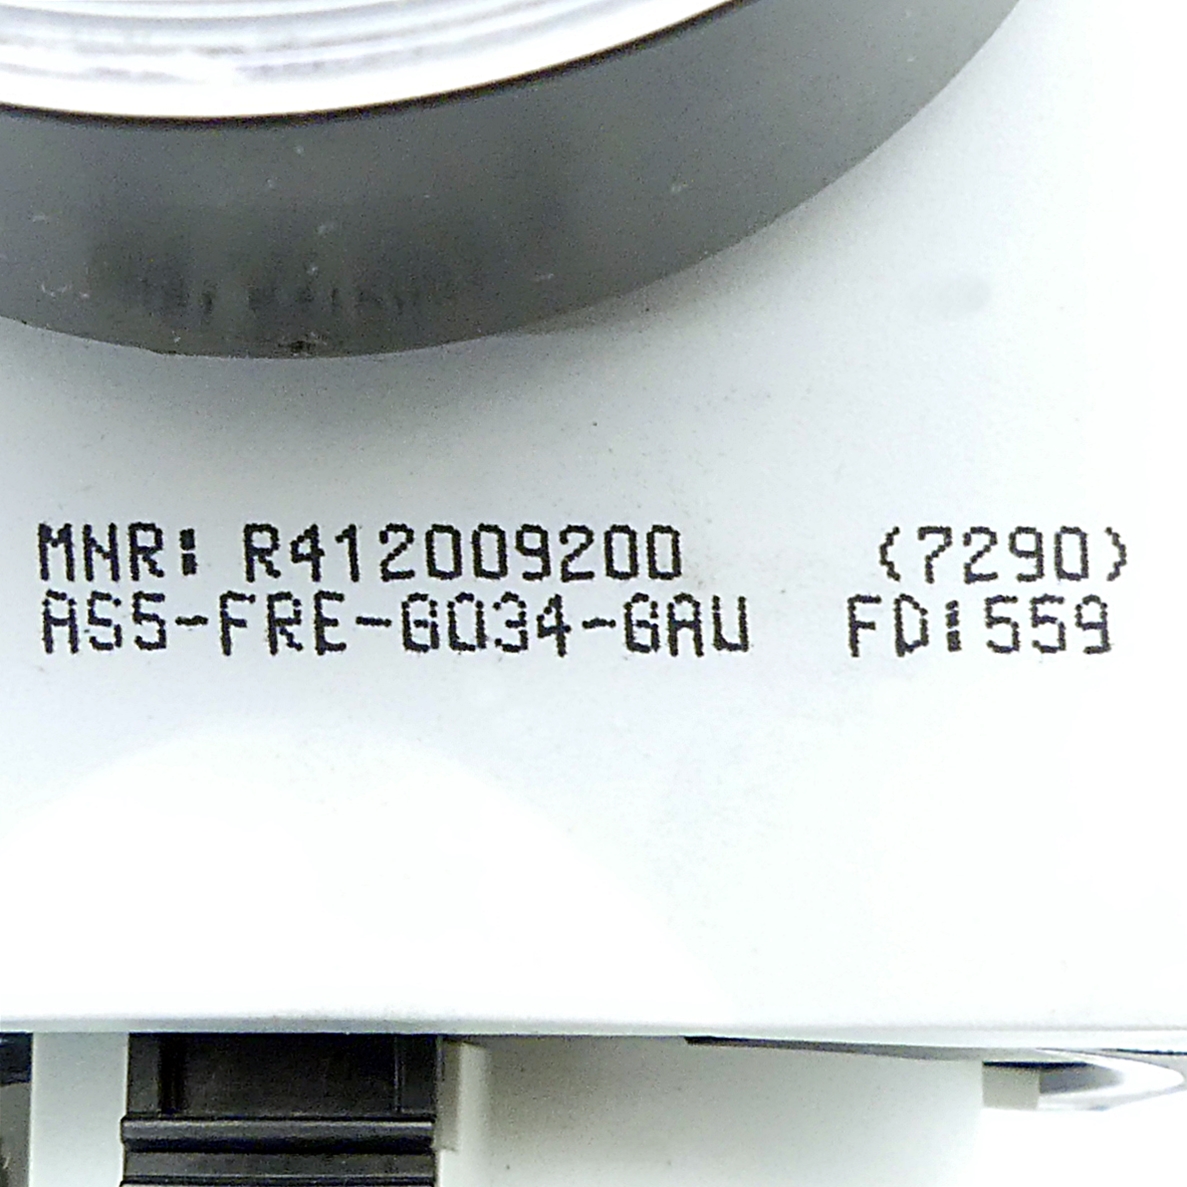 MNR: R412009200 (7290)
AS5-FRE-G034-GAU FD:559